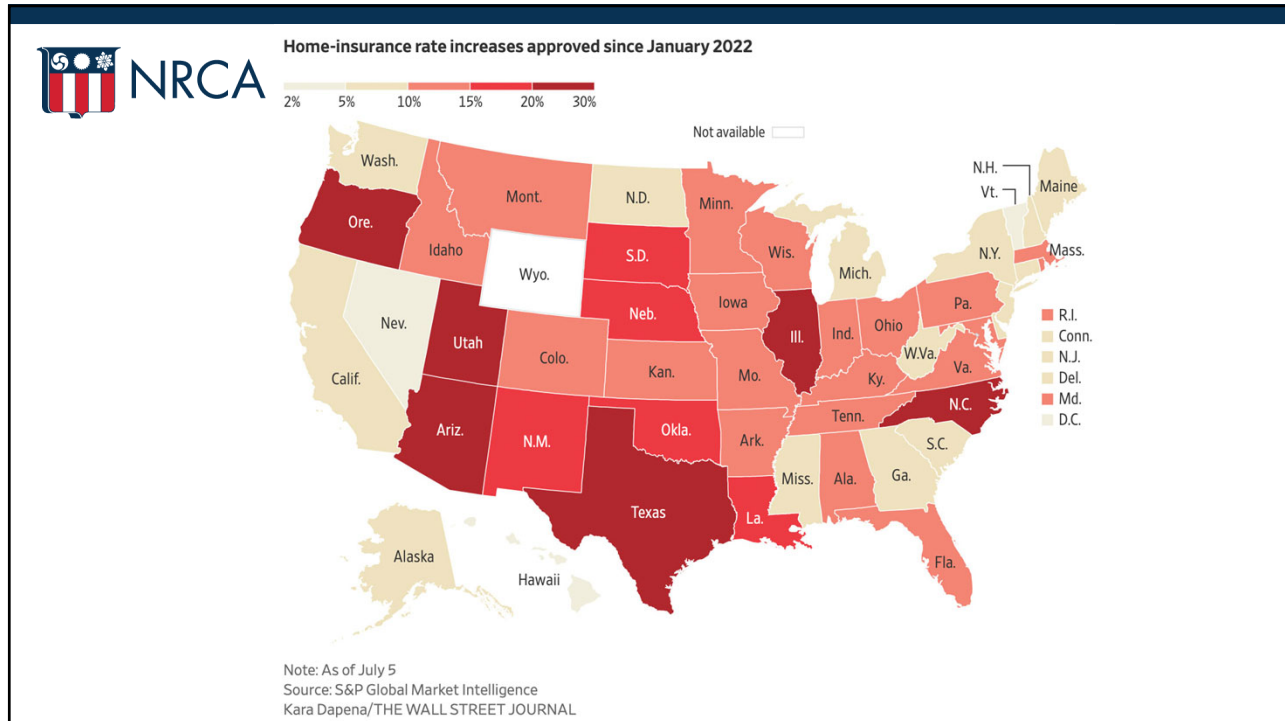 NRCA
Home-insurance rate increases approved since January 2022
2% 5% 10% 15% 20% 30%
Not available
Wash.
Mont.
N.D.
Minn.
N.H.
Vt.
Maine
Ore.
Idaho
Wyo.
S.D.
Wis.
Mich.
N.Y.
Mass.
Nev.
Utah
Neb.
Iowa
Ill.
Ind.
Ohio
Pa.
R.I.
Conn.
N.J.
Del.
Md.
D.C.
Calif.
Colo.
Kan.
Mo.
Ky.
W.Va.
Va.
Ariz.
N.M.
Okla.
Ark.
Tenn.
N.C.
S.C.
Texas
La.
Miss.
Ala.
Ga.
Fla.
Alaska
Hawaii
Note: As of July 5
Source: S&P Global Market Intelligence
Kara Dapena/THE WALL STREET JOURNAL